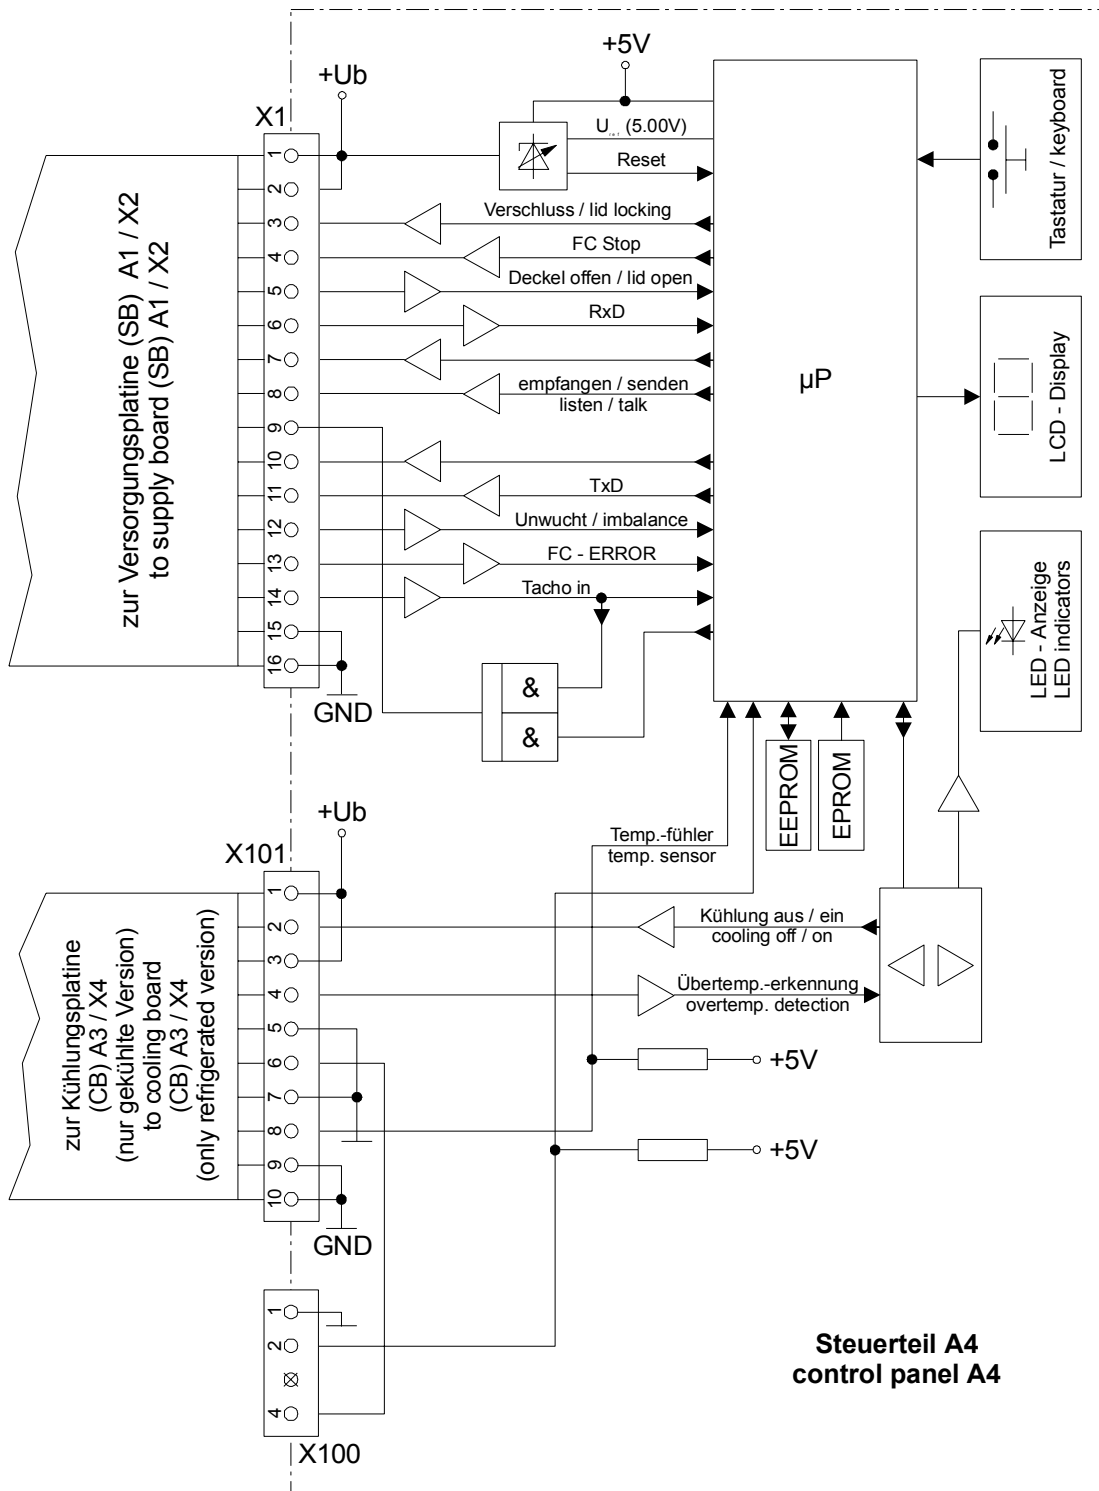 +5V
+Ub
X1
U ref (5.00V)
Reset
1
2
3
4
5
6
7
8
9
10
11
12
13
14
15
16
zur Versorgungsplatine (SB) A1 / X2
to supply board (SB) A1 / X2
Verschluss / lid locking
FC Stop
Deckel offen / lid open
RxD
empfangen / senden
listen / talk
TxD
Unwucht / imbalance
FC - ERROR
Tacho in
&
&
GND
µP
Tastatur / keyboard
LCD - Display
LED - Anzeige
LED indicators
EEPROM
EPROM
+Ub
X101
Temp.-fühler
temp. sensor
1
2
3
4
5
6
7
8
9
10
zur Kühlungsplatine
(CB) A3 / X4
(nur gekühlte Version)
to cooling board
(CB) A3 / X4
(only refrigerated version)
Kühlung aus / ein
cooling off / on
Übertemp.-erkennung
overtemp. detection
+5V
+5V
GND
1
2
4
X100
Steuerteil A4
control panel A4